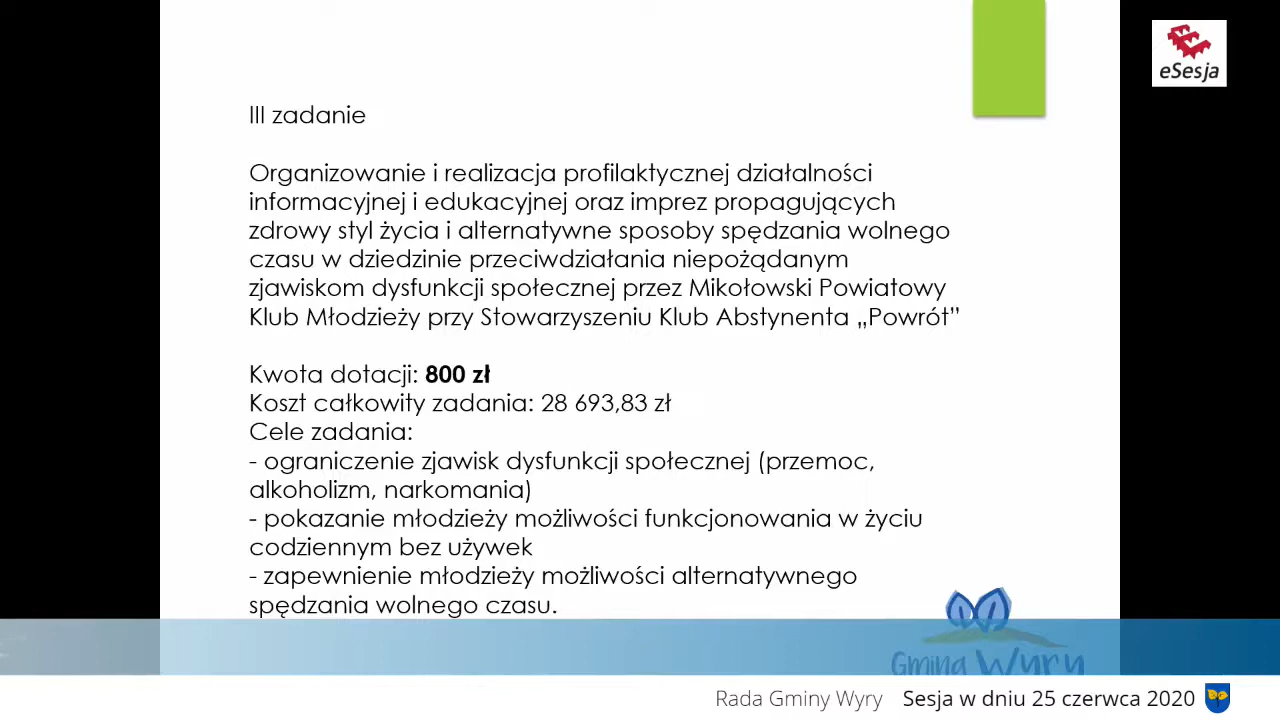 eSesja
III zadanie
Organizowanie i realizacja profilaktycznej działalności
informacyjnej i edukacyjnej oraz imprez propagujących
zdrowy styl życia i alternatywne sposoby spędzania wolnego
czasu w dziedzinie przeciwdziałania niepożądanym
zjawiskom dysfunkcji społecznej przez Mikołowski Powiatowy
Klub Młodzieży przy Stowarzyszeniu Klub Abstynenta „Powrót”
Kwota dotacji: 800 zł
Koszt całkowity zadania: 28 693,83 zł
Cele zadania:
- ograniczenie zjawisk dysfunkcji społecznej (przemoc,
alkoholizm, narkomania)
- pokazanie młodzieży możliwości funkcjonowania w życiu
codziennym bez używek
- zapewnienie młodzieży możliwości alternatywnego
spędzania wolnego czasu.
Gmina Wyry
Rada Gminy Wyry Sesja w dniu 25 czerwca 2020